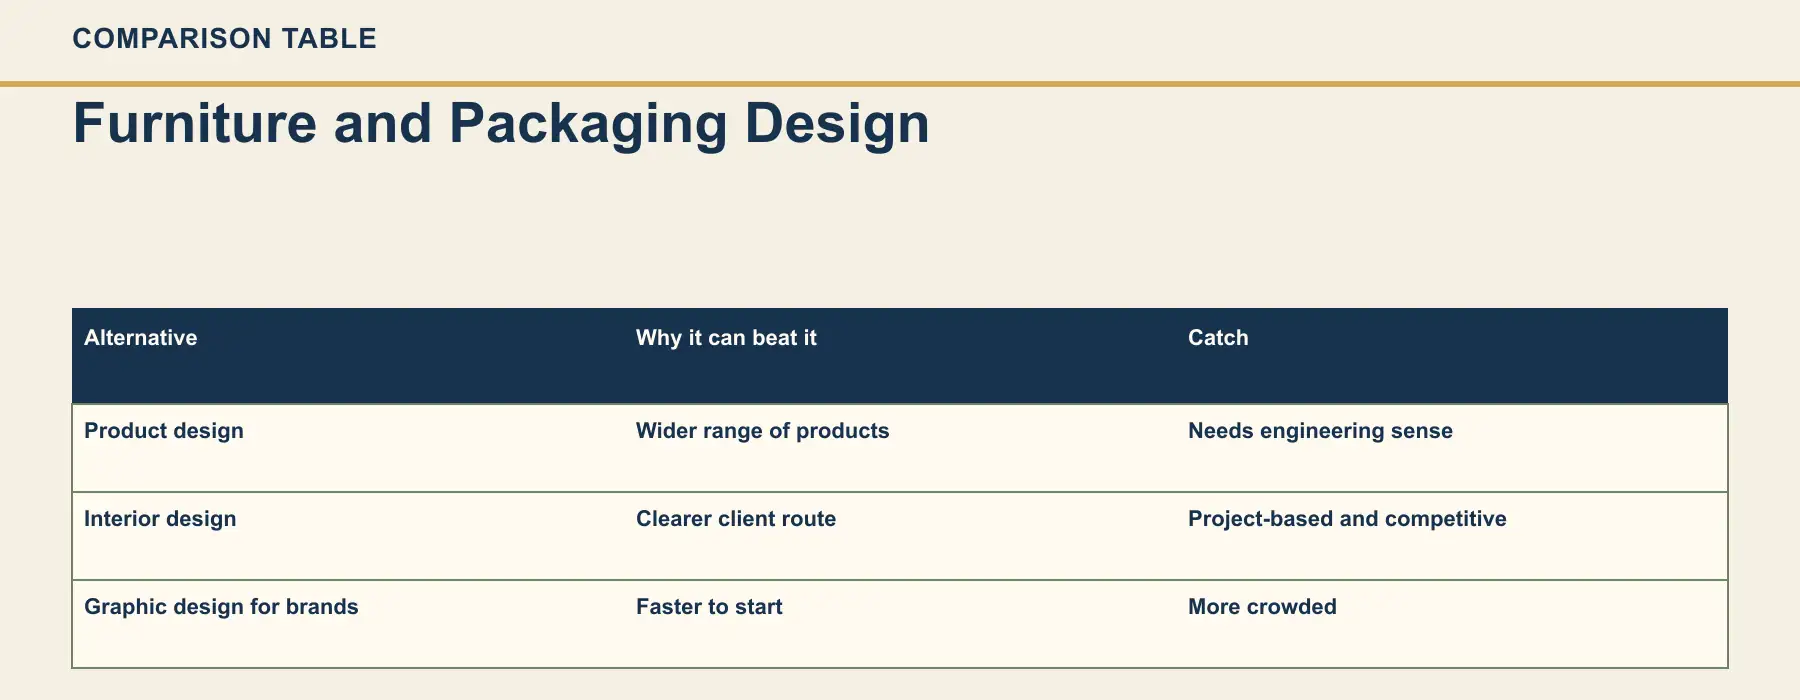 COMPARISON TABLE
Furniture and Packaging Design
Alternative Why it can beat it Catch
Product design Wider range of products Needs engineering sense
Interior design Clearer client route Project-based and competitive
Graphic design for brands Faster to start More crowded